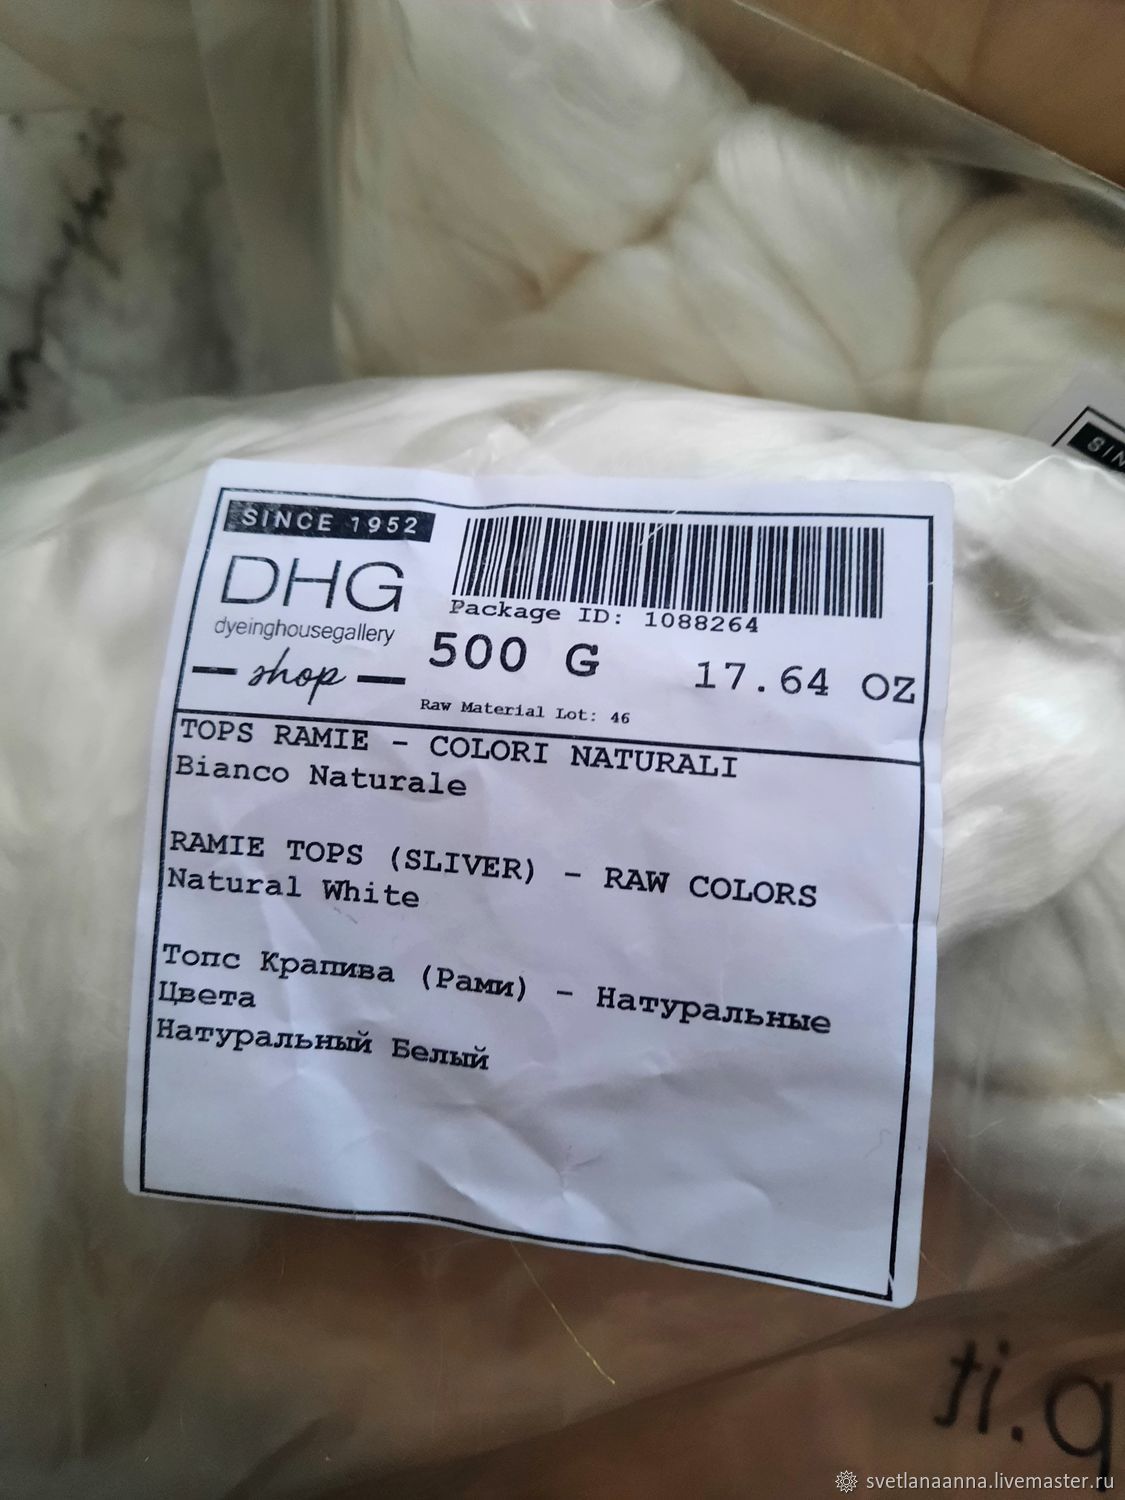 SINCE 1952
DHG
dyeinghousegallery
shop
Package ID: 1088264
500 G 17.64 OZ
Raw Material Lot: 46
TOPS RAMIE - COLORI NATURALI
Bianco Naturale
RAMIE TOPS (SLIVER) - RAW COLORS
Natural White
Топс Крапива (Рами) - Натуральные
Цвета
Натуральный Белый
svetlanaanna.livemaster.ru